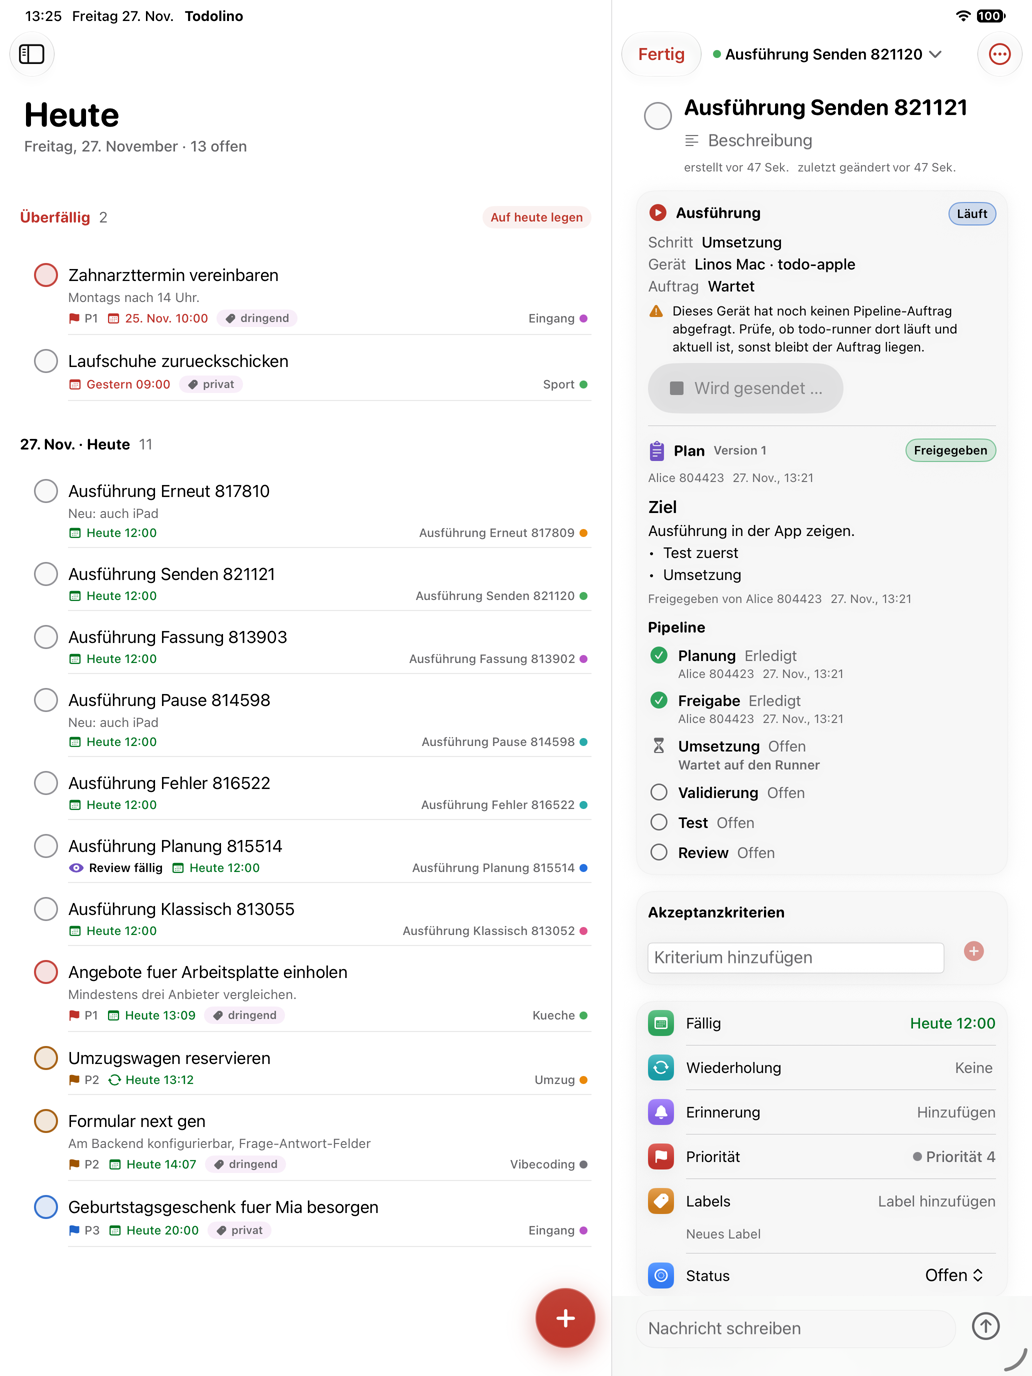 13:25 Freitag 27. Nov. Todolino
100
Heute
Freitag, 27. November · 13 offen
Überfällig 2
Auf heute legen
Zahnarzttermin vereinbaren
Montags nach 14 Uhr.
P1 25. Nov. 10:00 dringend Eingang
Laufschuhe zurueckschicken
Gestern 09:00 privat Sport
27. Nov. · Heute 11
Ausführung Erneut 817810
Neu: auch iPad
Heute 12:00 Ausführung Erneut 817809
Ausführung Senden 821121
Heute 12:00 Ausführung Senden 821120
Ausführung Fassung 813903
Heute 12:00 Ausführung Fassung 813902
Ausführung Pause 814598
Neu: auch iPad
Heute 12:00 Ausführung Pause 814598
Ausführung Fehler 816522
Heute 12:00 Ausführung Fehler 816522
Ausführung Planung 815514
Review fällig Heute 12:00 Ausführung Planung 815514
Ausführung Klassisch 813055
Heute 12:00 Ausführung Klassisch 813052
Angebote fuer Arbeitsplatte einholen
Mindestens drei Anbieter vergleichen.
P1 Heute 13:09 dringend Kueche
Umzugswagen reservieren
P2 Heute 13:12 Umzug
Formular next gen
Am Backend konfigurierbar, Frage-Antwort-Felder
P2 Heute 14:07 dringend Vibecoding
Geburtstagsgeschenk fuer Mia besorgen
P3 Heute 20:00 privat Eingang
Fertig Ausführung Senden 821120
Ausführung Senden 821121
Beschreibung
erstellt vor 47 Sek. zuletzt geändert vor 47 Sek.
Ausführung Läuft
Schritt Umsetzung
Gerät Linos Mac · todo-apple
Auftrag Wartet
Dieses Gerät hat noch keinen Pipeline-Auftrag
abgefragt. Prüfe, ob todo-runner dort läuft und
aktuell ist, sonst bleibt der Auftrag liegen.
Wird gesendet ...
Plan Version 1 Freigegeben
Alice 804423 27. Nov., 13:21
Ziel
Ausführung in der App zeigen.
• Test zuerst
• Umsetzung
Freigegeben von Alice 804423 27. Nov., 13:21
Pipeline
Planung Erledigt
Alice 804423 27. Nov., 13:21
Freigabe Erledigt
Alice 804423 27. Nov., 13:21
Umsetzung Offen
Wartet auf den Runner
Validierung Offen
Test Offen
Review Offen
Akzeptanzkriterien
Kriterium hinzufügen
Fällig Heute 12:00
Wiederholung Keine
Erinnerung Hinzufügen
Priorität Priorität 4
Labels Label hinzufügen
Neues Label
Status Offen
Nachricht schreiben